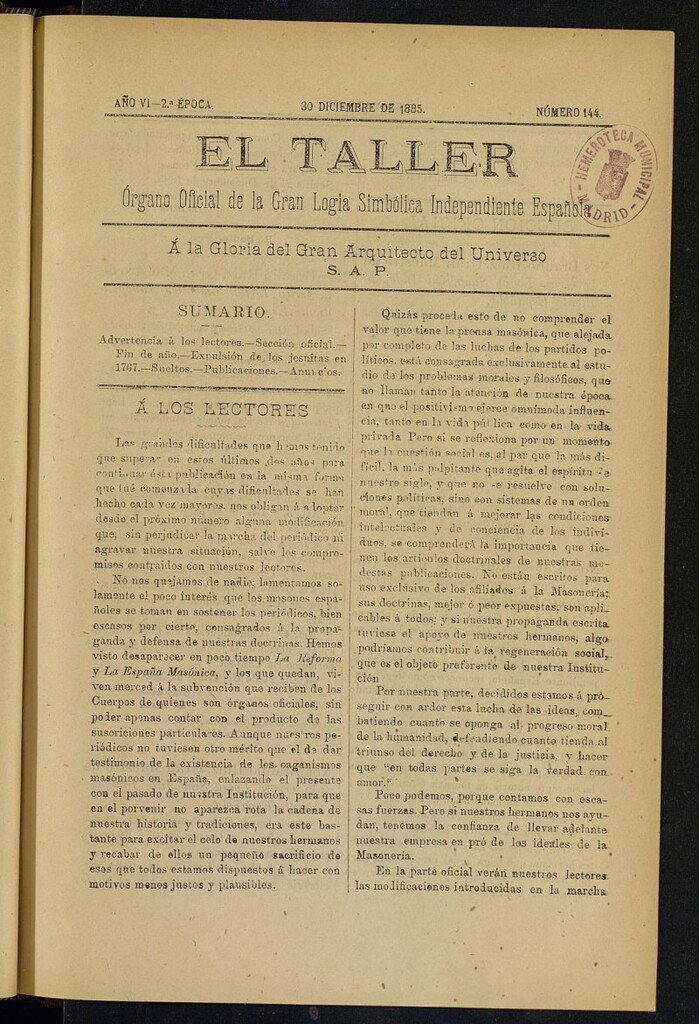 AÑO VI—2.ª ÉPOCA.
30 DICIEMBRE DE 1885.
NÚMERO 144.
HEMEROTECA MUNICIPAL
- MADRID -
EL TALLER
Órgano Oficial de la Gran Logia Simbólica Independiente Española
Á la Gloria del Gran Arquitecto del Universo
S. A. P.
SUMARIO.
Advertencia á los lectores.—Sección oficial.—
Fin de año.—Expulsión de los jesuitas en
1767.—Sueltos.—Publicaciones.—Anuncios.
Á LOS LECTORES
Las grandes dificultades que hemos tenido
que superar en estos últimos dos años para
continuar ésta publicación en la misma forma
que fué comenzada, cuyas dificultades se han
hecho cada vez mayores, nos obligan á adoptar
desde el próximo número alguna modificación
que, sin perjudicar la marcha del periódico ni
agravar nuestra situación, salve los compro-
misos contraidos con nuestros lectores.
No nos quejamos de nadie; lamentamos so-
lamente el poco interés que los masones espa-
ñoles se toman en sostener los periódicos, bien
escasos por cierto, consagrados á la propa-
ganda y defensa de nuestras doctrinas. Hemos
visto desaparecer en poco tiempo La Reforma
y La España Masónica, y los que quedan, vi-
ven merced á la subvención que reciben de los
Cuerpos de quienes son órganos oficiales, sin
poder apenas contar con el producto de las
suscriciones particulares. Aunque nuestros pe-
riódicos no tuviesen otro mérito que el de dar
testimonio de la existencia de los oaganismos
masónicos en España, enlazando el presente
con el pasado de nuestra Institución, para que
en el porvenir no aparezca rota la cadena de
nuestra historia y tradiciones, era este bas-
tante para excitar el celo de nuestros hermanos
y recabar de ellos un pequeño sacrificio de
esos que todos estamos dispuestos á hacer con
motivos menos justos y plausibles.
Quizás proceda esto de no comprender el
valor que tiene la prensa masónica, que alejada
por completo de las luchas de los partidos po-
líticos, está consagrada exclusivamente al estu-
dio de los problemas morales y filosóficos, que
no llaman tanto la atención de nuestra época
en que el positivismo ejerce omnímoda influen-
cia, tanto en la vida pública como en la vida
privada Pero si se reflexiona por un momento
que la cuestión social es, al par que la más di-
fícil, la más palpitante que agita el espíritu de
nuestro siglo, y que no se resuelve con solu-
ciones políticas, sino con sistemas de un orden
moral, que tiendan á mejorar las condiciones
intelectuales y de conciencia de los indiví-
duos, se comprenderá la importancia que tie-
nen los artículos doctrinales de nuestras mo-
destas publicaciones. No están escritos para
uso exclusivo de los afiliados á la Masonería;
sus doctrinas, mejor ó peor expuestas, son apli-
cables á todos; y si nuestra propaganda escrita
tuviese el apoyo de nuestros hermanos, algo
podríamos contribuir á la regeneración social,
que es el objeto preferente de nuestra Institu-
ción
Por nuestra parte, decididos estamos á pró-
seguir con ardor esta lucha de las ideas, com_
batiendo cuanto se oponga al progreso moral
de la humanidad, defendiendo cuante tienda al
triunso del derecho y de la justicia, y hacer
que “en todas partes se siga la verdad con
amor.“
Poco podemos, porque contamos con esca-
sas fuerzas. Pero si nuestros hermanos nos ayu-
dan, tenemos la confianza de llevar adelante
nuestra empresa en pró de los ideales de la
Masonería.
En la parte oficial verán nuestros lectores
las modificaciones introducidas en la marcha